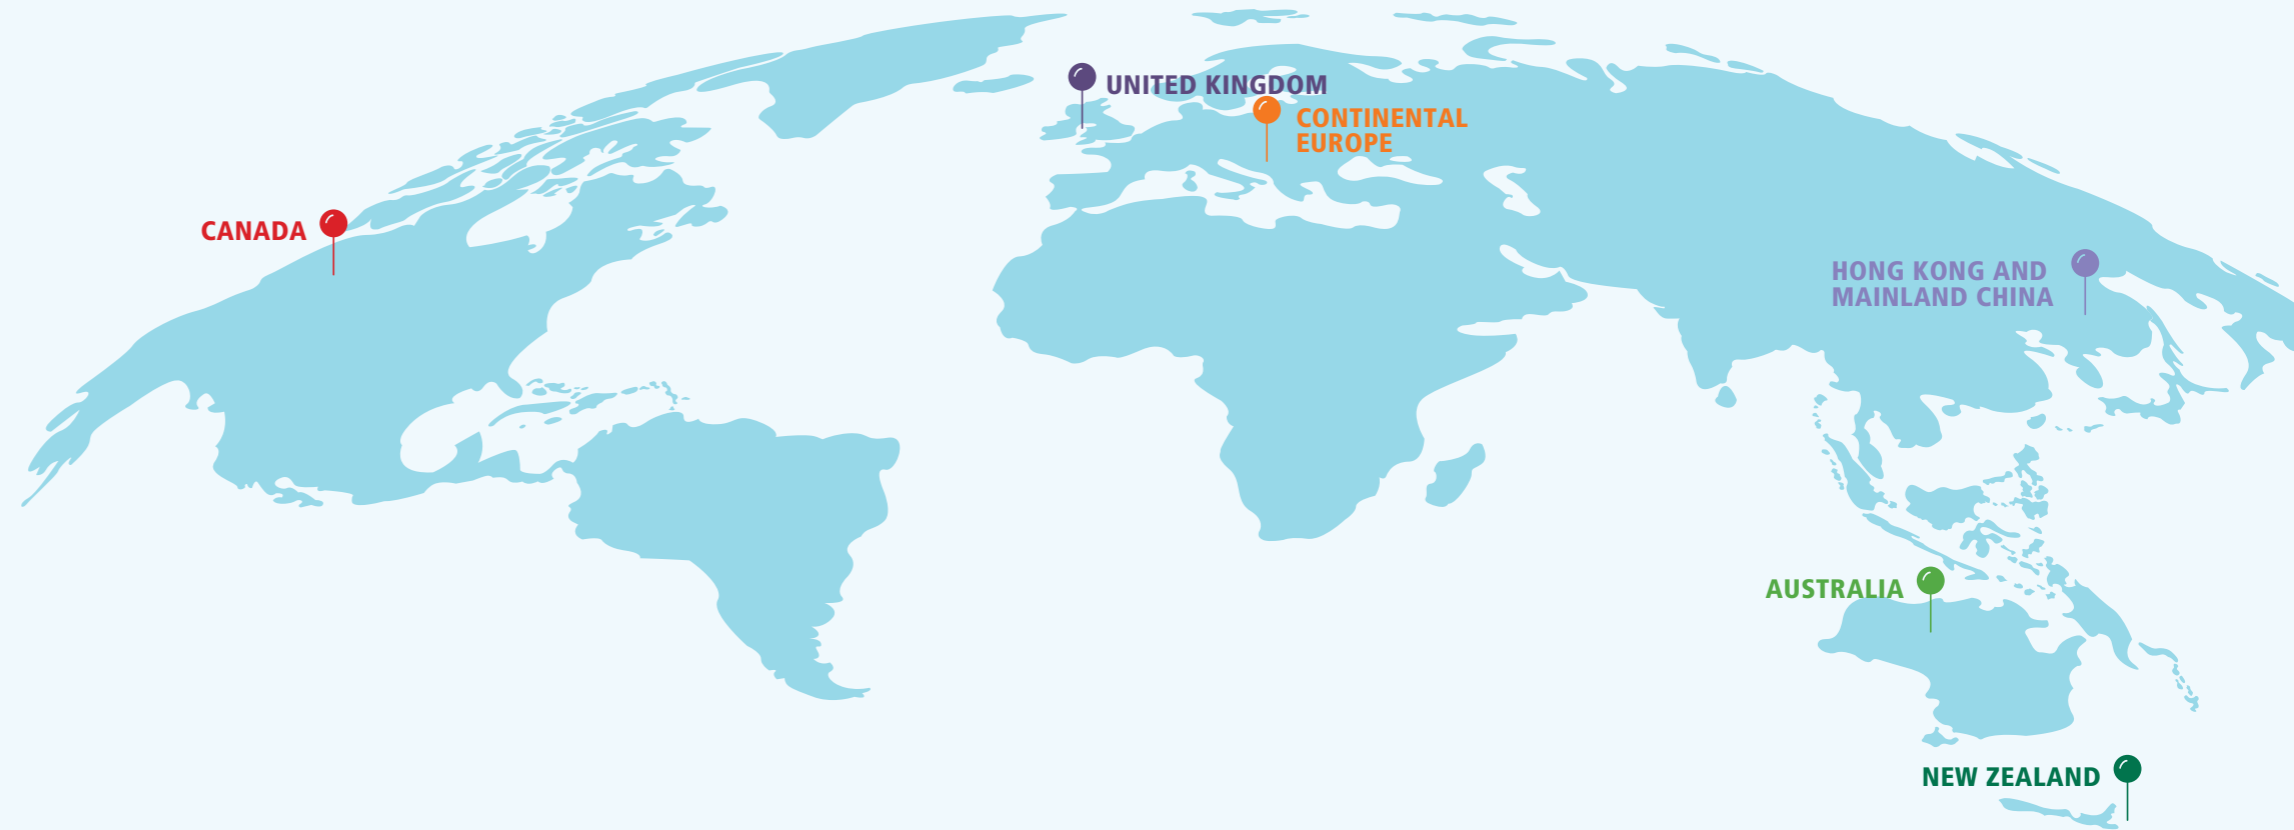 UNITED KINGDOM
CONTINENTAL
EUROPE
CANADA
HONG KONG AND
MAINLAND CHINA
AUSTRALIA
NEW ZEALAND